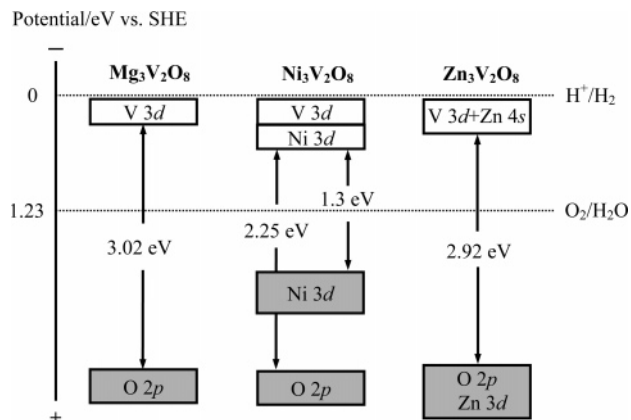 Potential/eV vs. SHE
−
Mg₃V₂O₈ Ni₃V₂O₈ Zn₃V₂O₈
0 H⁺/H₂
V 3d V 3d V 3d+Zn 4s
Ni 3d
1.3 eV
1.23 O₂/H₂O
3.02 eV 2.25 eV 2.92 eV
Ni 3d
O 2p O 2p O 2p
Zn 3d
+